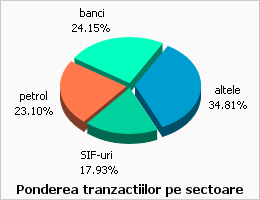 banci
24.15%
altele
34.81%
petrol
23.10%
SIF-uri
17.93%
Ponderea tranzactiilor pe sectoare